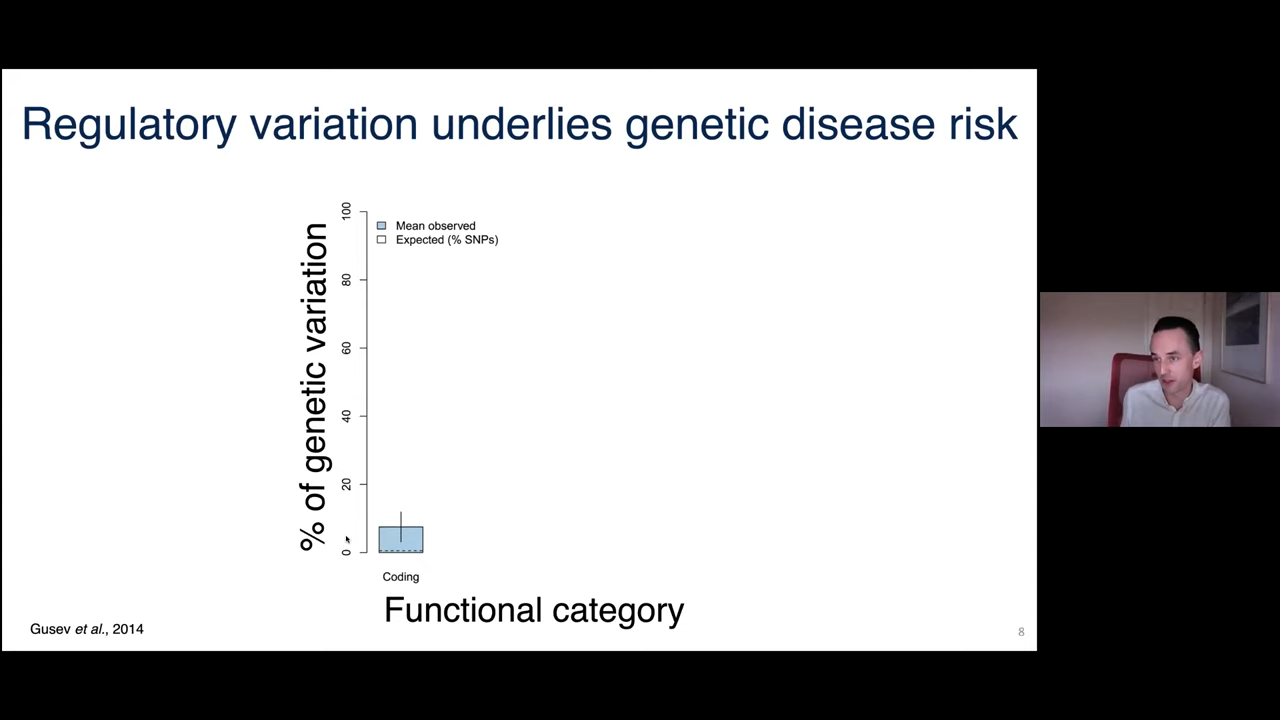 Regulatory variation underlies genetic disease risk
% of genetic variation
100
80
60
40
20
0
Mean observed
Expected (% SNPs)
Coding
Functional category
Gusev et al., 2014
8